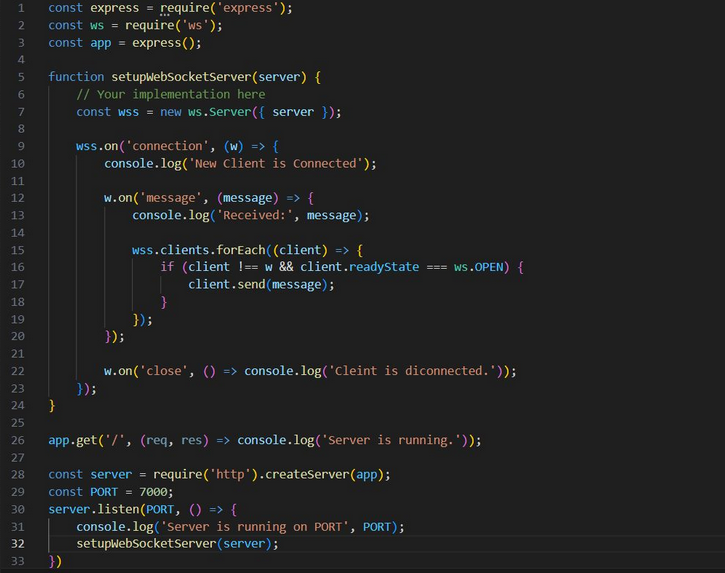 1 const express = require('express');
2 const ws = require('ws');
3 const app = express();
4
5 function setupWebSocketServer(server) {
6     // Your implementation here
7     const wss = new ws.Server({ server });
8
9     wss.on('connection', (w) => {
10         console.log('New Client is Connected');
11
12         w.on('message', (message) => {
13             console.log('Received:', message);
14
15             wss.clients.forEach((client) => {
16                 if (client !== w && client.readyState === ws.OPEN) {
17                     client.send(message);
18                 }
19             });
20         });
21
22         w.on('close', () => console.log('Cleint is diconnected.'));
23     });
24 }
25
26 app.get('/', (req, res) => console.log('Server is running.'));
27
28 const server = require('http').createServer(app);
29 const PORT = 7000;
30 server.listen(PORT, () => {
31     console.log('Server is running on PORT', PORT);
32     setupWebSocketServer(server);
33 })